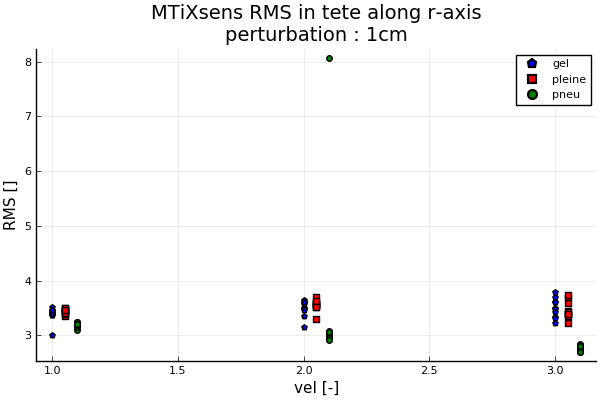 MTiXsens RMS in tete along r-axis
perturbation : 1cm
gel
pleine
pneu
8
7
6
5
4
3
RMS []
1.0
1.5
2.0
2.5
3.0
vel [-]